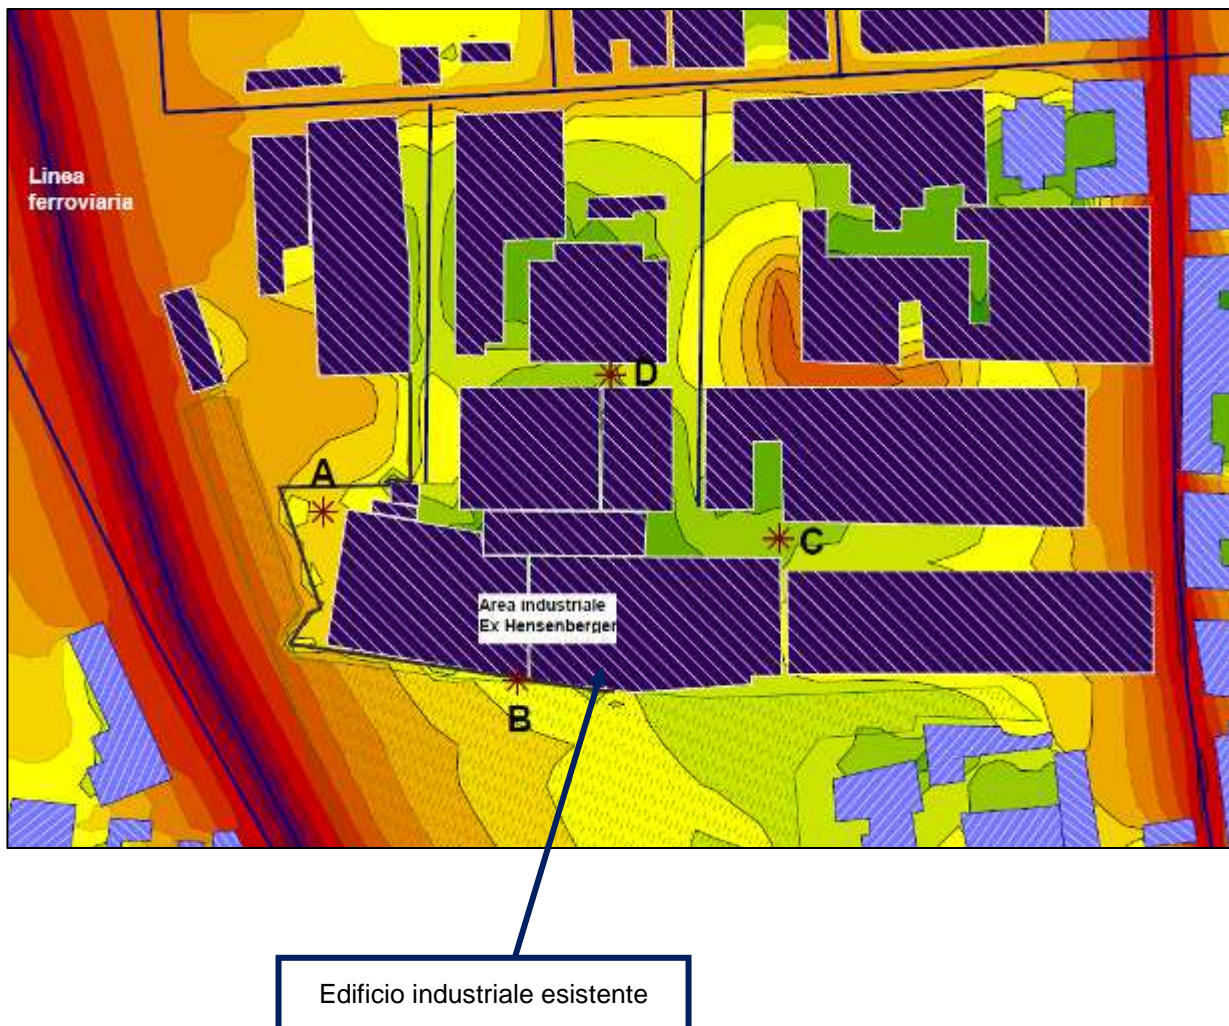 Linea
ferroviaria
D
A
C
Area industriale
Ex Hensenberger
B
Edificio industriale esistente